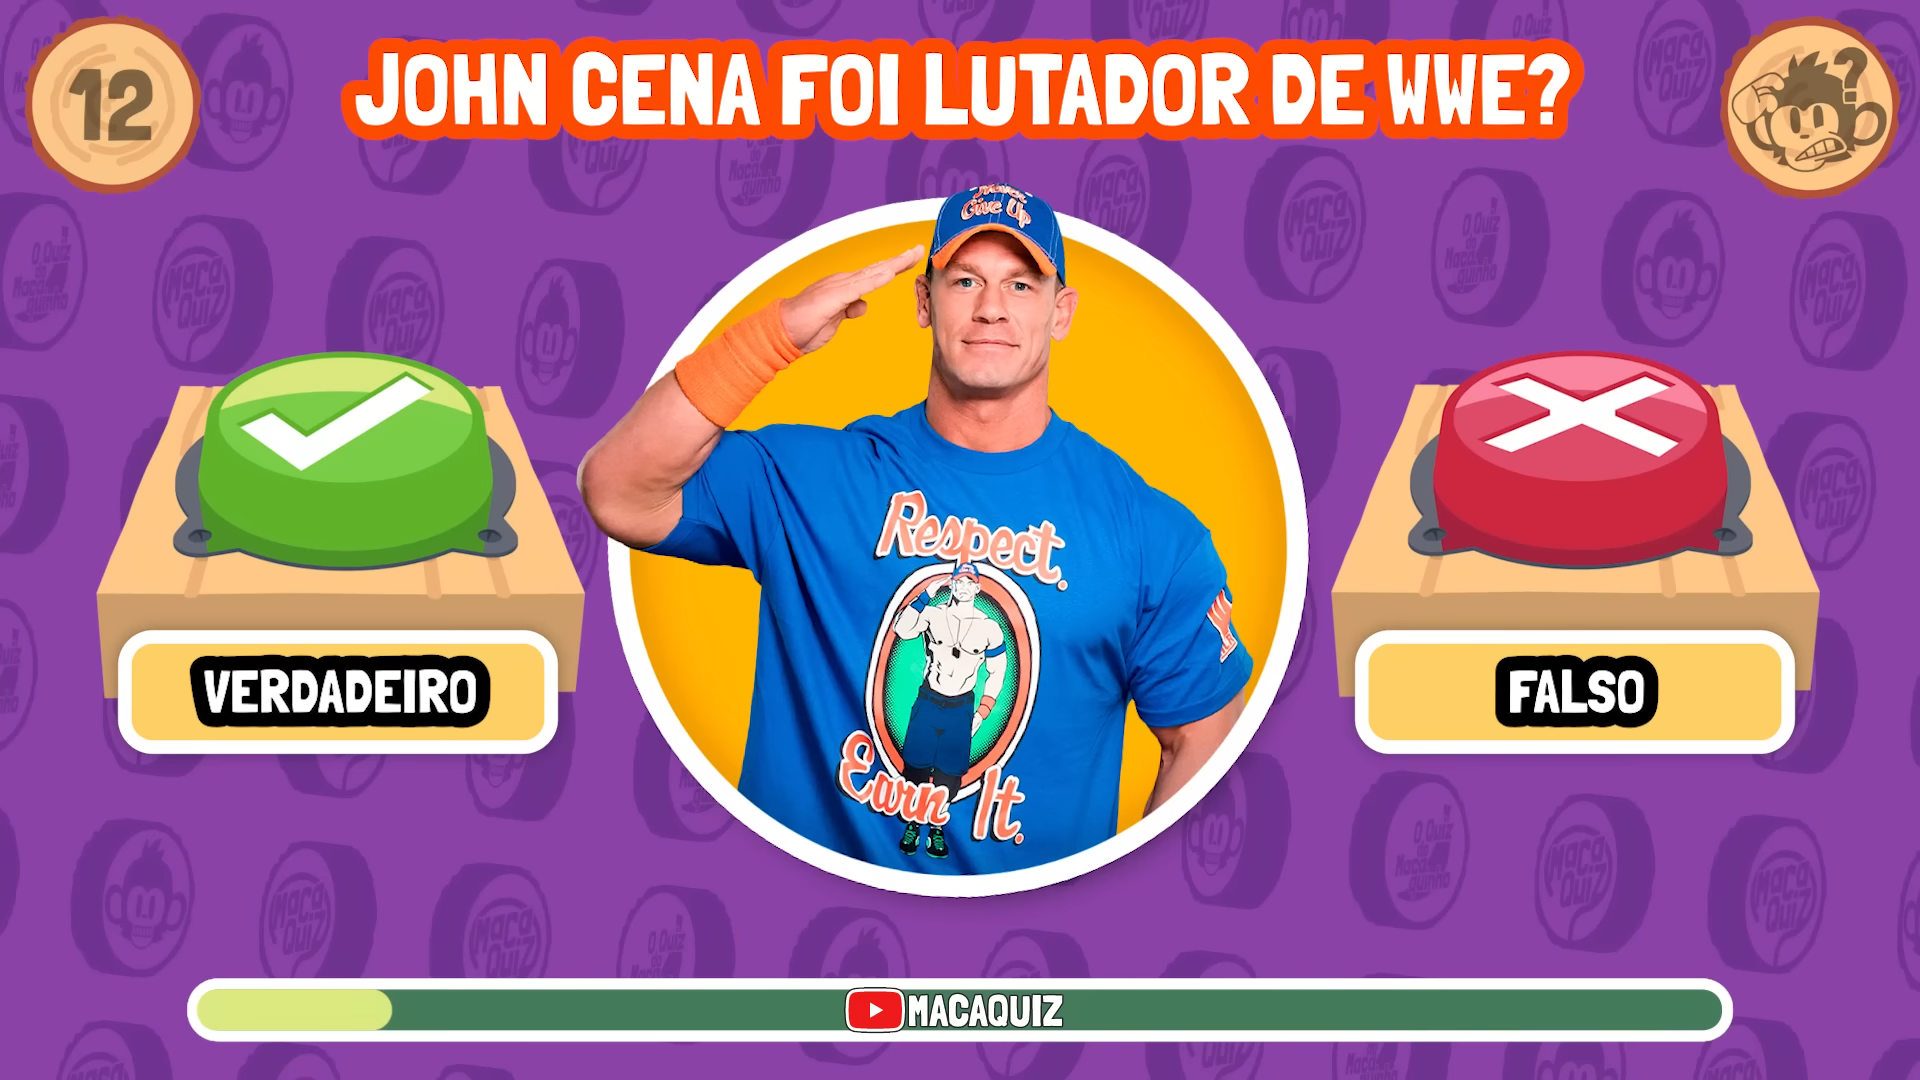 12
JOHN CENA FOI LUTADOR DE WWE?
Never
Give Up
Respect.
Earn It.
VERDADEIRO
FALSO
MACAQUIZ